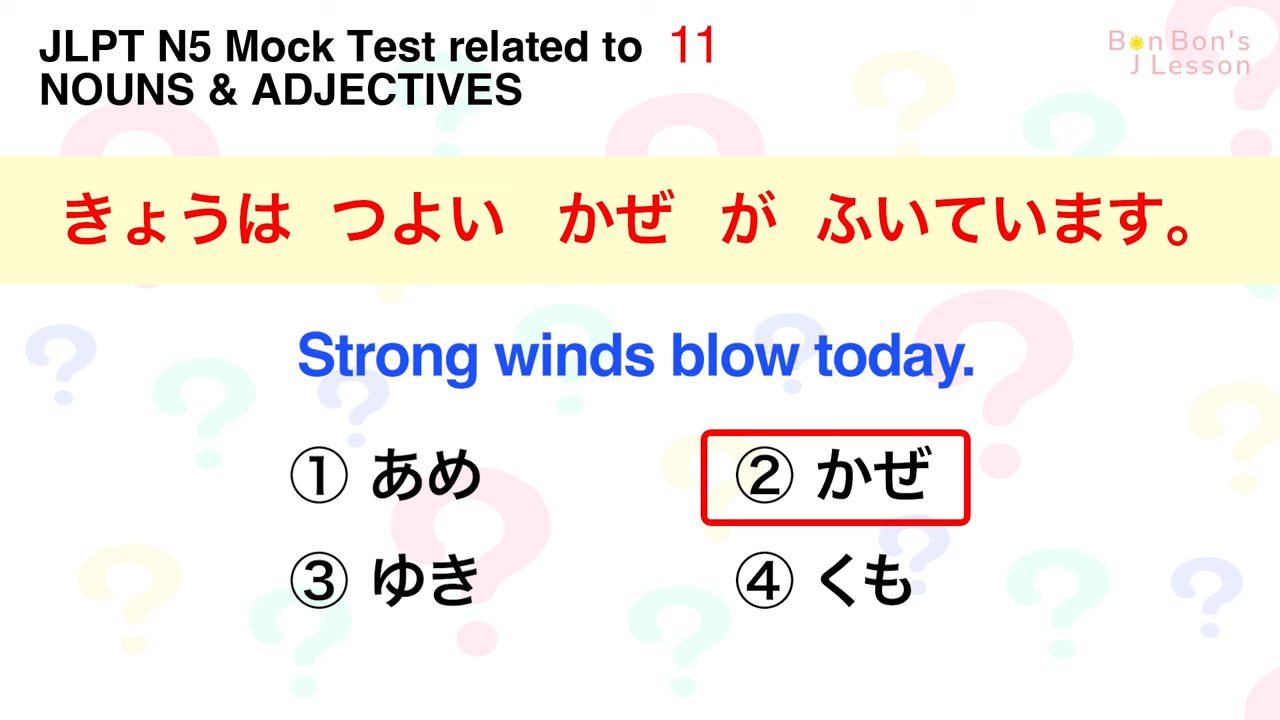 JLPT N5 Mock Test related to 11
NOUNS & ADJECTIVES
BonBon's
J Lesson
きょうは つよい かぜ が ふいています。
Strong winds blow today.
① あめ ② かぜ
③ ゆき ④ くも